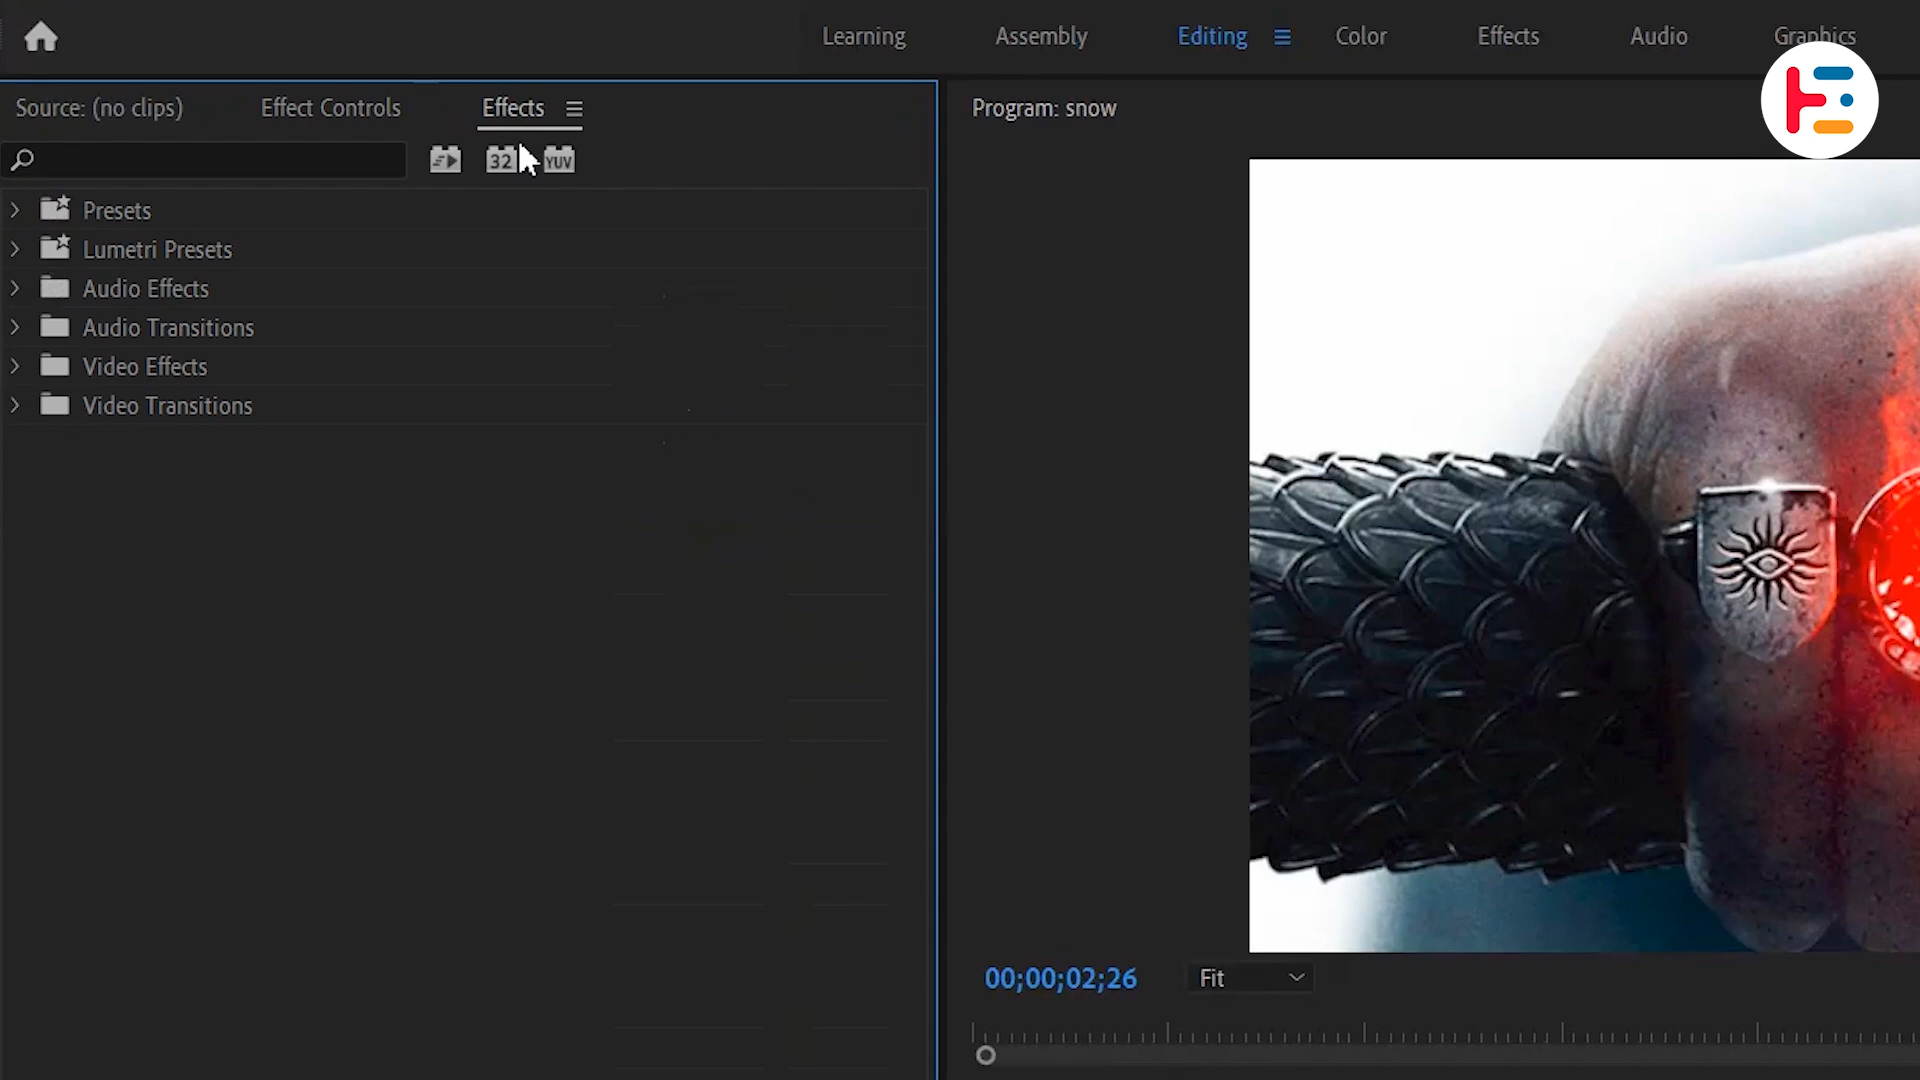 Learning Assembly Editing Color Effects Audio Graphics
Source: (no clips) Effect Controls Effects
Program: snow
32 YUV
Presets
Lumetri Presets
Audio Effects
Audio Transitions
Video Effects
Video Transitions
00;00;02;26 Fit